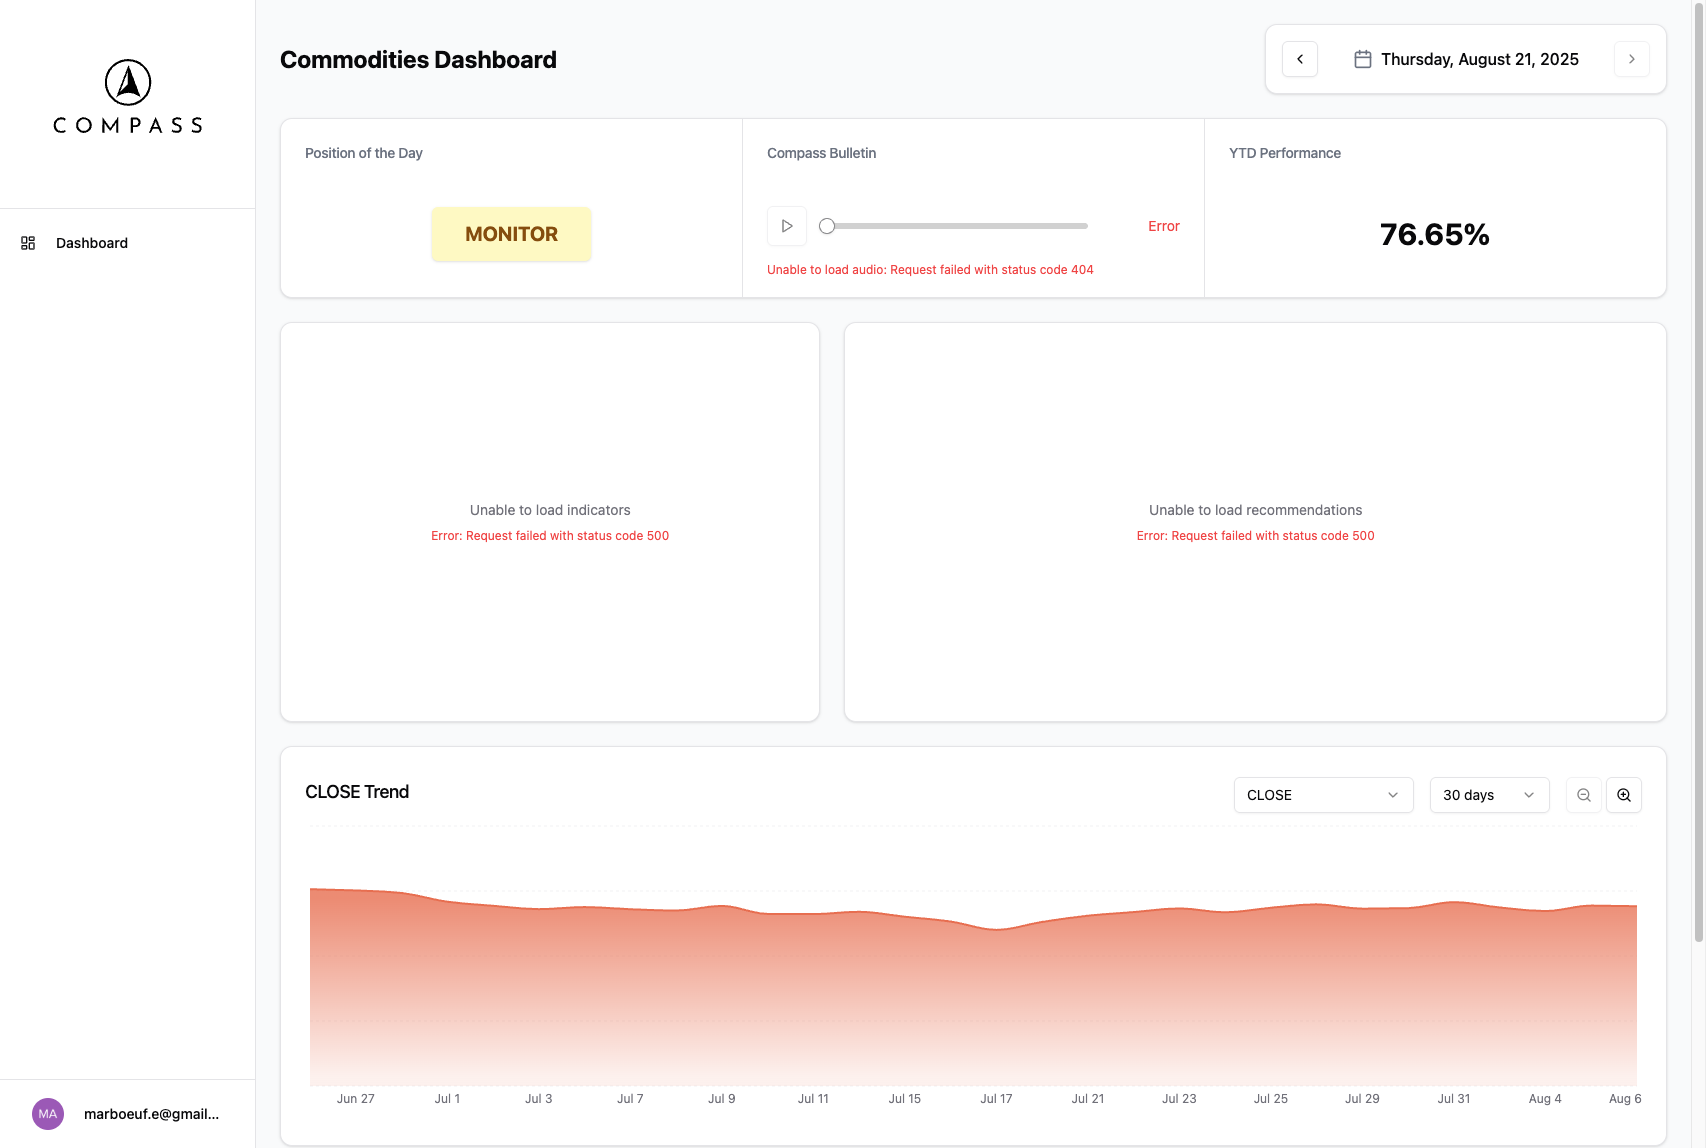 COMPASS
Dashboard
MA
marboeuf.e@gmail...
Commodities Dashboard
Thursday, August 21, 2025
Position of the Day
MONITOR
Compass Bulletin
Error
Unable to load audio: Request failed with status code 404
YTD Performance
76.65%
Unable to load indicators
Error: Request failed with status code 500
Unable to load recommendations
Error: Request failed with status code 500
CLOSE Trend
CLOSE
30 days
Jun 27 Jul 1 Jul 3 Jul 7 Jul 9 Jul 11 Jul 15 Jul 17 Jul 21 Jul 23 Jul 25 Jul 29 Jul 31 Aug 4 Aug 6